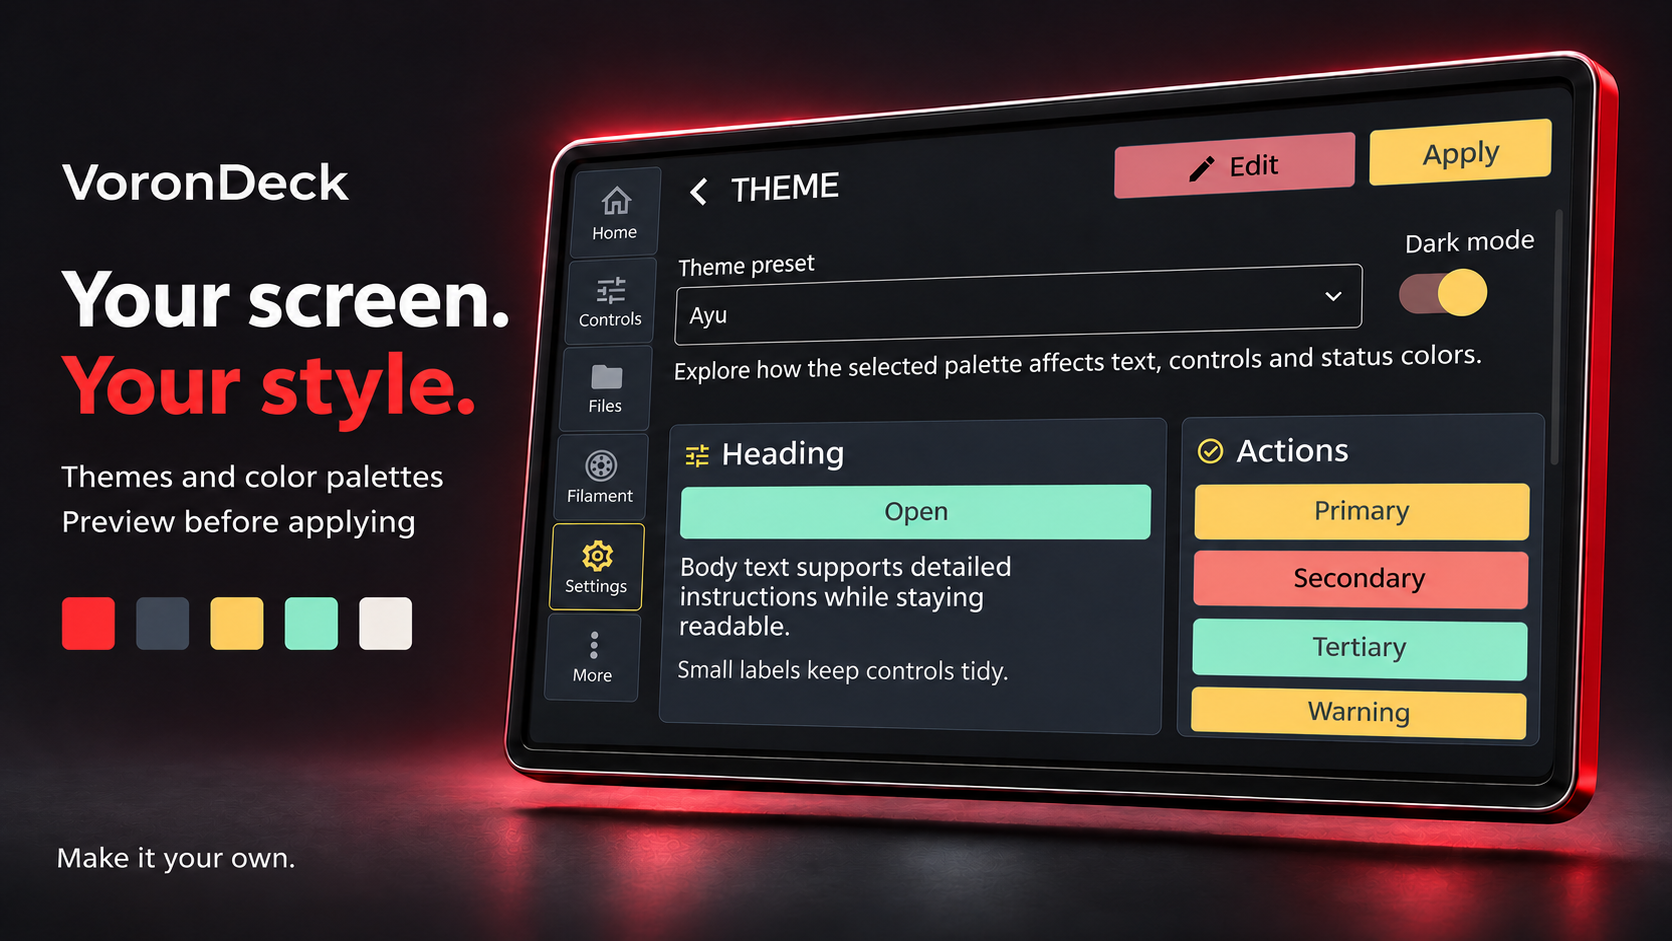 VoronDeck
Your screen.
Your style.
Themes and color palettes
Preview before applying
Make it your own.
Home
Controls
Files
Filament
Settings
More
THEME
Edit
Apply
Theme preset
Ayu
Dark mode
Explore how the selected palette affects text, controls and status colors.
Heading
Open
Body text supports detailed
instructions while staying
readable.
Small labels keep controls tidy.
Actions
Primary
Secondary
Tertiary
Warning